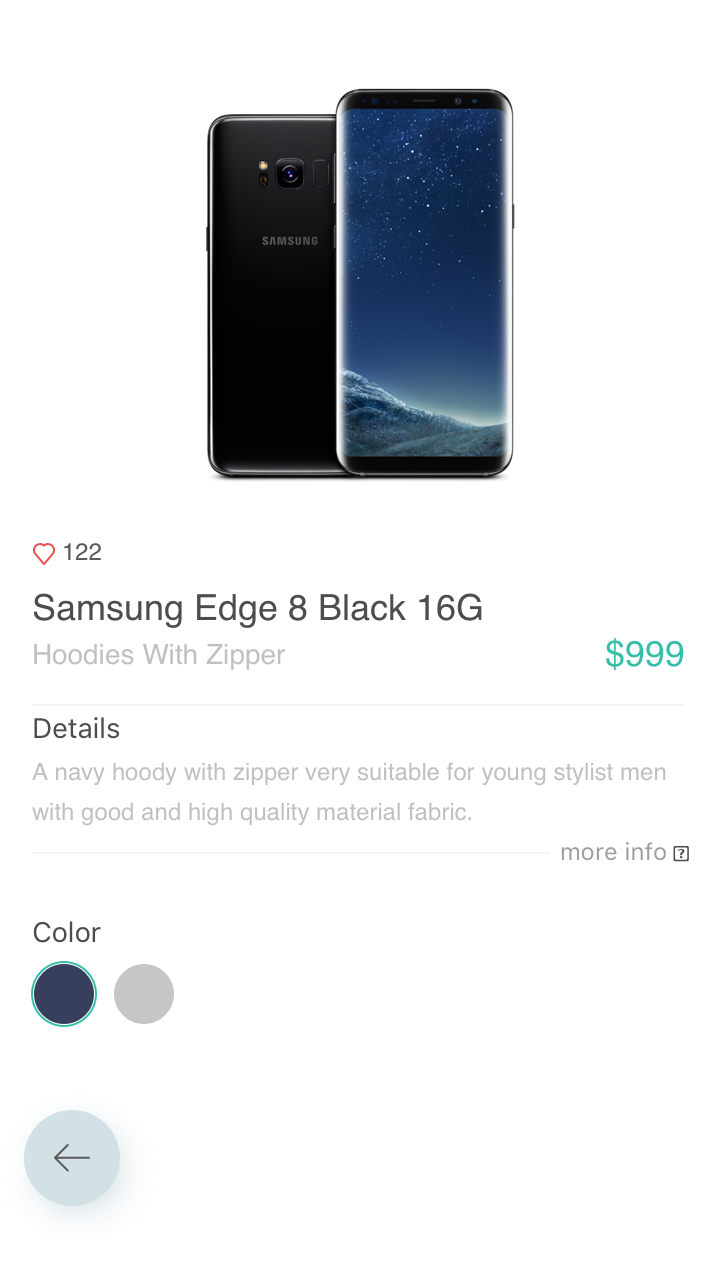 SAMSUNG
122
Samsung Edge 8 Black 16G
Hoodies With Zipper
$999
Details
A navy hoody with zipper very suitable for young stylist men
with good and high quality material fabric.
more info
Color